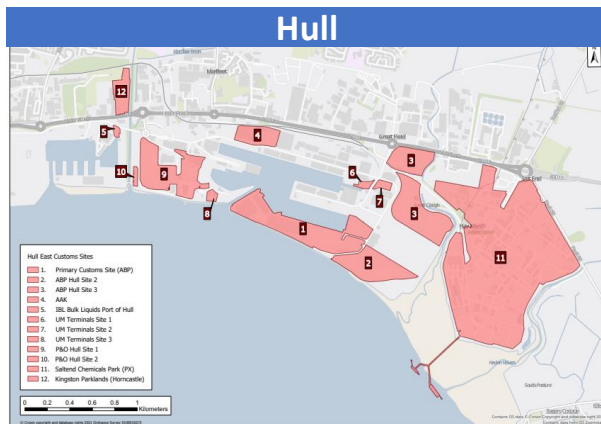 Hull
N
Marfleet
12
5
4
Great Field
3
6
10
9
7
8
3
Salt End
1
2
11
Hull East Customs Sites
1. Primary Customs Site (ABP)
2. ABP Hull Site 2
3. ABP Hull Site 3
4. AAK
5. IBL Bulk Liquids Port of Hull
6. UM Terminals Site 1
7. UM Terminals Site 2
8. UM Terminals Site 3
9. P&O Hull Site 1
10. P&O Hull Site 2
11. Saltend Chemicals Park (PX)
12. Kingston Parklands (Horncastle)
0 0.2 0.4 0.6 0.8 1
Kilometers